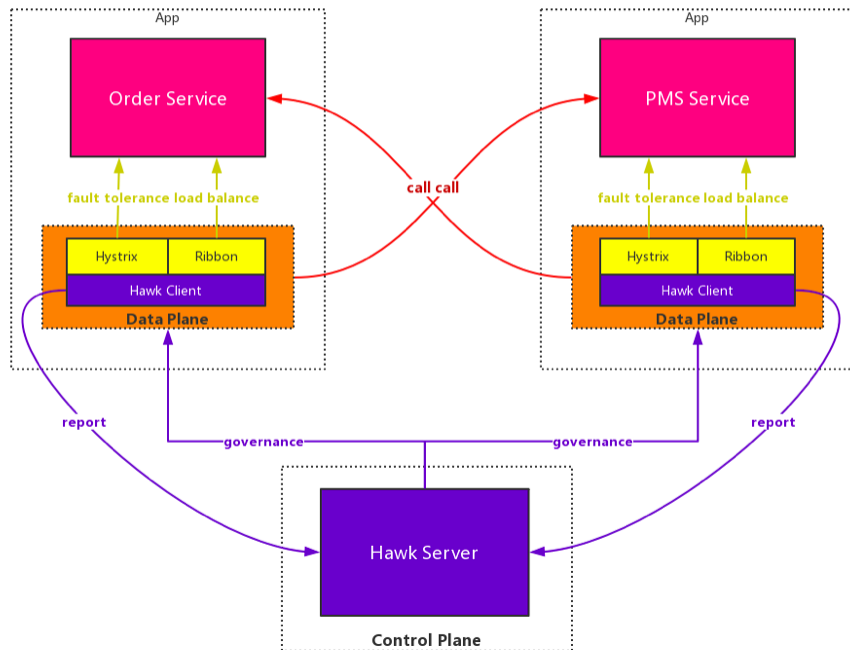 App
App
Order Service
PMS Service
call call
fault tolerance load balance
fault tolerance load balance
Hystrix
Ribbon
Hystrix
Ribbon
Hawk Client
Hawk Client
Data Plane
Data Plane
report
report
governance
governance
Hawk Server
Control Plane